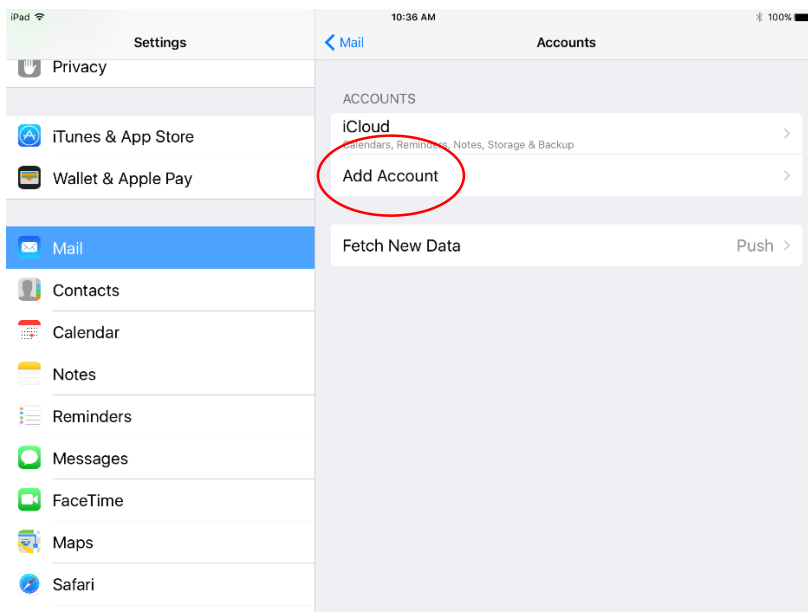 iPad 10:36 AM 100%
Settings
Mail Accounts
Privacy
iTunes & App Store
Wallet & Apple Pay
Mail
Contacts
Calendar
Notes
Reminders
Messages
FaceTime
Maps
Safari
ACCOUNTS
iCloud
Calendars, Reminders, Notes, Storage & Backup
Add Account
Fetch New Data Push